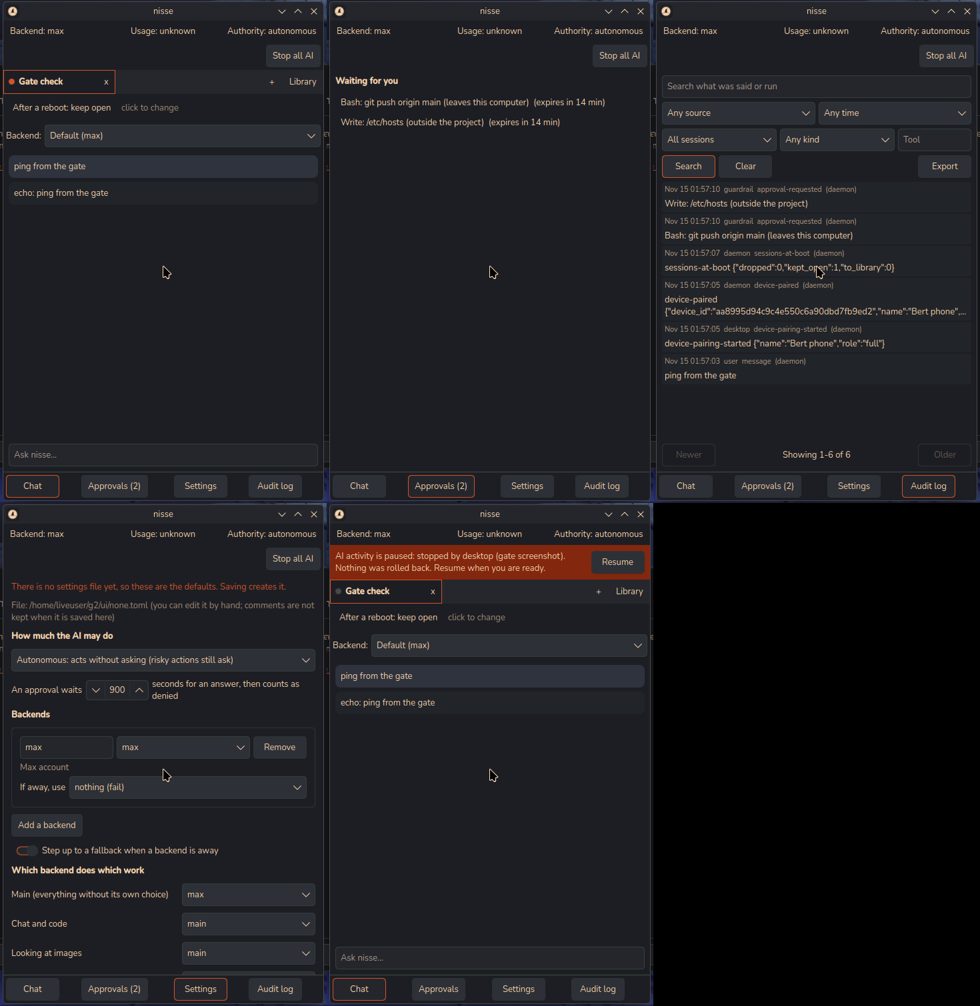 nisse
Backend: max Usage: unknown Authority: autonomous
Stop all AI
Gate check x + Library
After a reboot: keep open click to change
Backend: Default (max)
ping from the gate
echo: ping from the gate
Ask nisse...
Chat Approvals (2) Settings Audit log
nisse
Backend: max Usage: unknown Authority: autonomous
Stop all AI
Waiting for you
Bash: git push origin main (leaves this computer) (expires in 14 min)
Write: /etc/hosts (outside the project) (expires in 14 min)
Chat Approvals (2) Settings Audit log
nisse
Backend: max Usage: unknown Authority: autonomous
Stop all AI
Search what was said or run
Any source Any time
All sessions Any kind Tool
Search Clear Export
Nov 15 01:57:10 guardrail approval-requested (daemon)
Write: /etc/hosts (outside the project)
Nov 15 01:57:10 guardrail approval-requested (daemon)
Bash: git push origin main (leaves this computer)
Nov 15 01:57:07 daemon sessions-at-boot (daemon)
sessions-at-boot {"dropped":0,"kept_open":1,"to_library":0}
Nov 15 01:57:05 daemon device-paired (daemon)
device-paired
{"device_id":"aa8995d94c9c4e550c6a90dbd7fb9ed2","name":"Bert phone",...
Nov 15 01:57:05 desktop device-pairing-started (daemon)
device-pairing-started {"name":"Bert phone","role":"full"}
Nov 15 01:57:03 user message (daemon)
ping from the gate
Newer Showing 1-6 of 6 Older
Chat Approvals (2) Settings Audit log
nisse
Backend: max Usage: unknown Authority: autonomous
Stop all AI
There is no settings file yet, so these are the defaults. Saving creates it.
File: /home/liveuser/g2/ui/none.toml (you can edit it by hand; comments are not
kept when it is saved here)
How much the AI may do
Autonomous: acts without asking (risky actions still ask)
An approval waits 900 seconds for an answer, then counts as
denied
Backends
max max Remove
Max account
If away, use nothing (fail)
Add a backend
Step up to a fallback when a backend is away
Which backend does which work
Main (everything without its own choice) max
Chat and code main
Looking at images main
Chat Approvals (2) Settings Audit log
nisse
Backend: max Usage: unknown Authority: autonomous
AI activity is paused: stopped by desktop (gate screenshot).
Nothing was rolled back. Resume when you are ready.
Resume
Gate check x + Library
After a reboot: keep open click to change
Backend: Default (max)
ping from the gate
echo: ping from the gate
Ask nisse...
Chat Approvals Settings Audit log